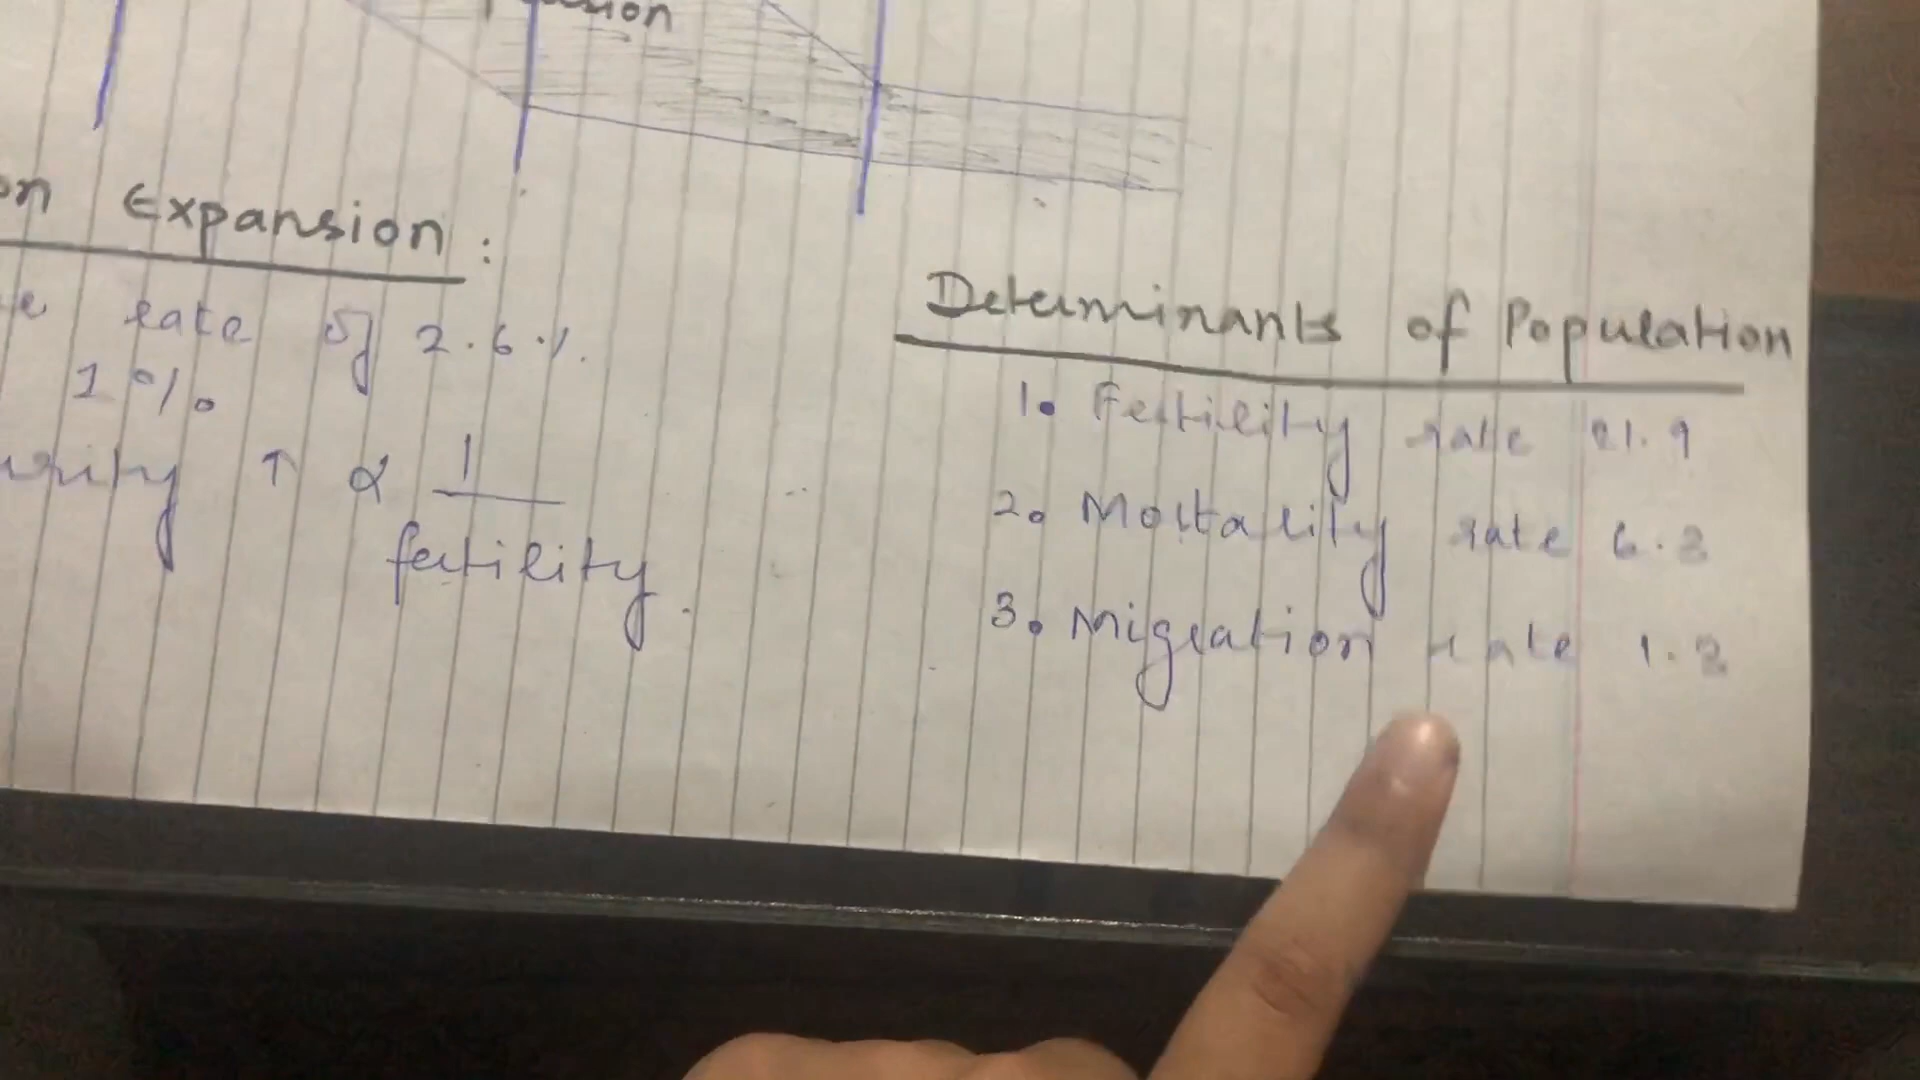 Expansion :
rate of 2.6 %.
1 %
↑ ∝ 1
fertility.
Determinants of Population
1. Fertility rate 21.9
2. Mortality rate 6.2
3. Migration rate 1.2